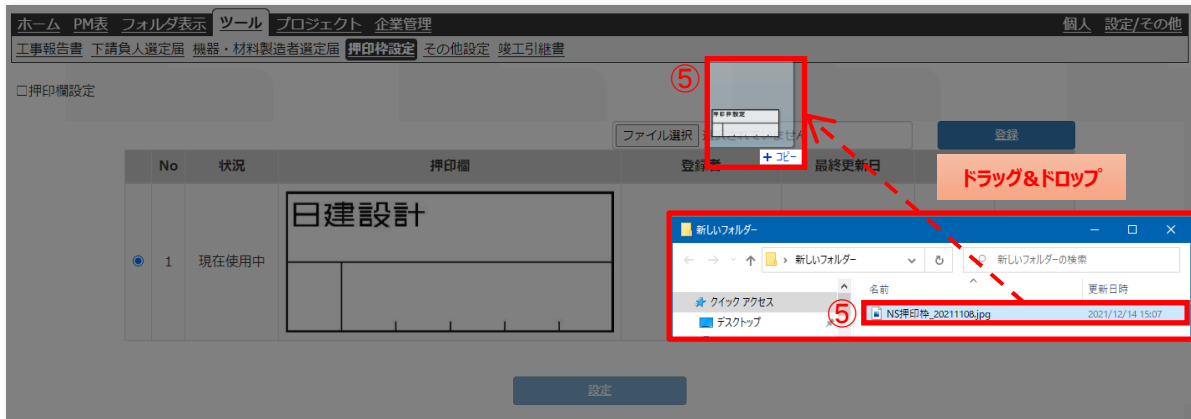 ホーム PM表 フォルダ表示 ツール プロジェクト 企業管理 個人 設定/その他
工事報告書 下請負人選定届 機器・材料製造者選定届 押印枠設定 その他設定 竣工引継書
⑤
□押印欄設定
押印枠設定
ファイル選択 登録
+ コピー
No 状況 押印欄 登録者 最終更新日
ドラッグ&ドロップ
日建設計
1 現在使用中
新しいフォルダー
新しいフォルダー 新しいフォルダーの検索
名前 更新日時
クイック アクセス
⑤ NS押印枠_20211108.jpg 2021/12/14 15:07
デスクトップ
設定